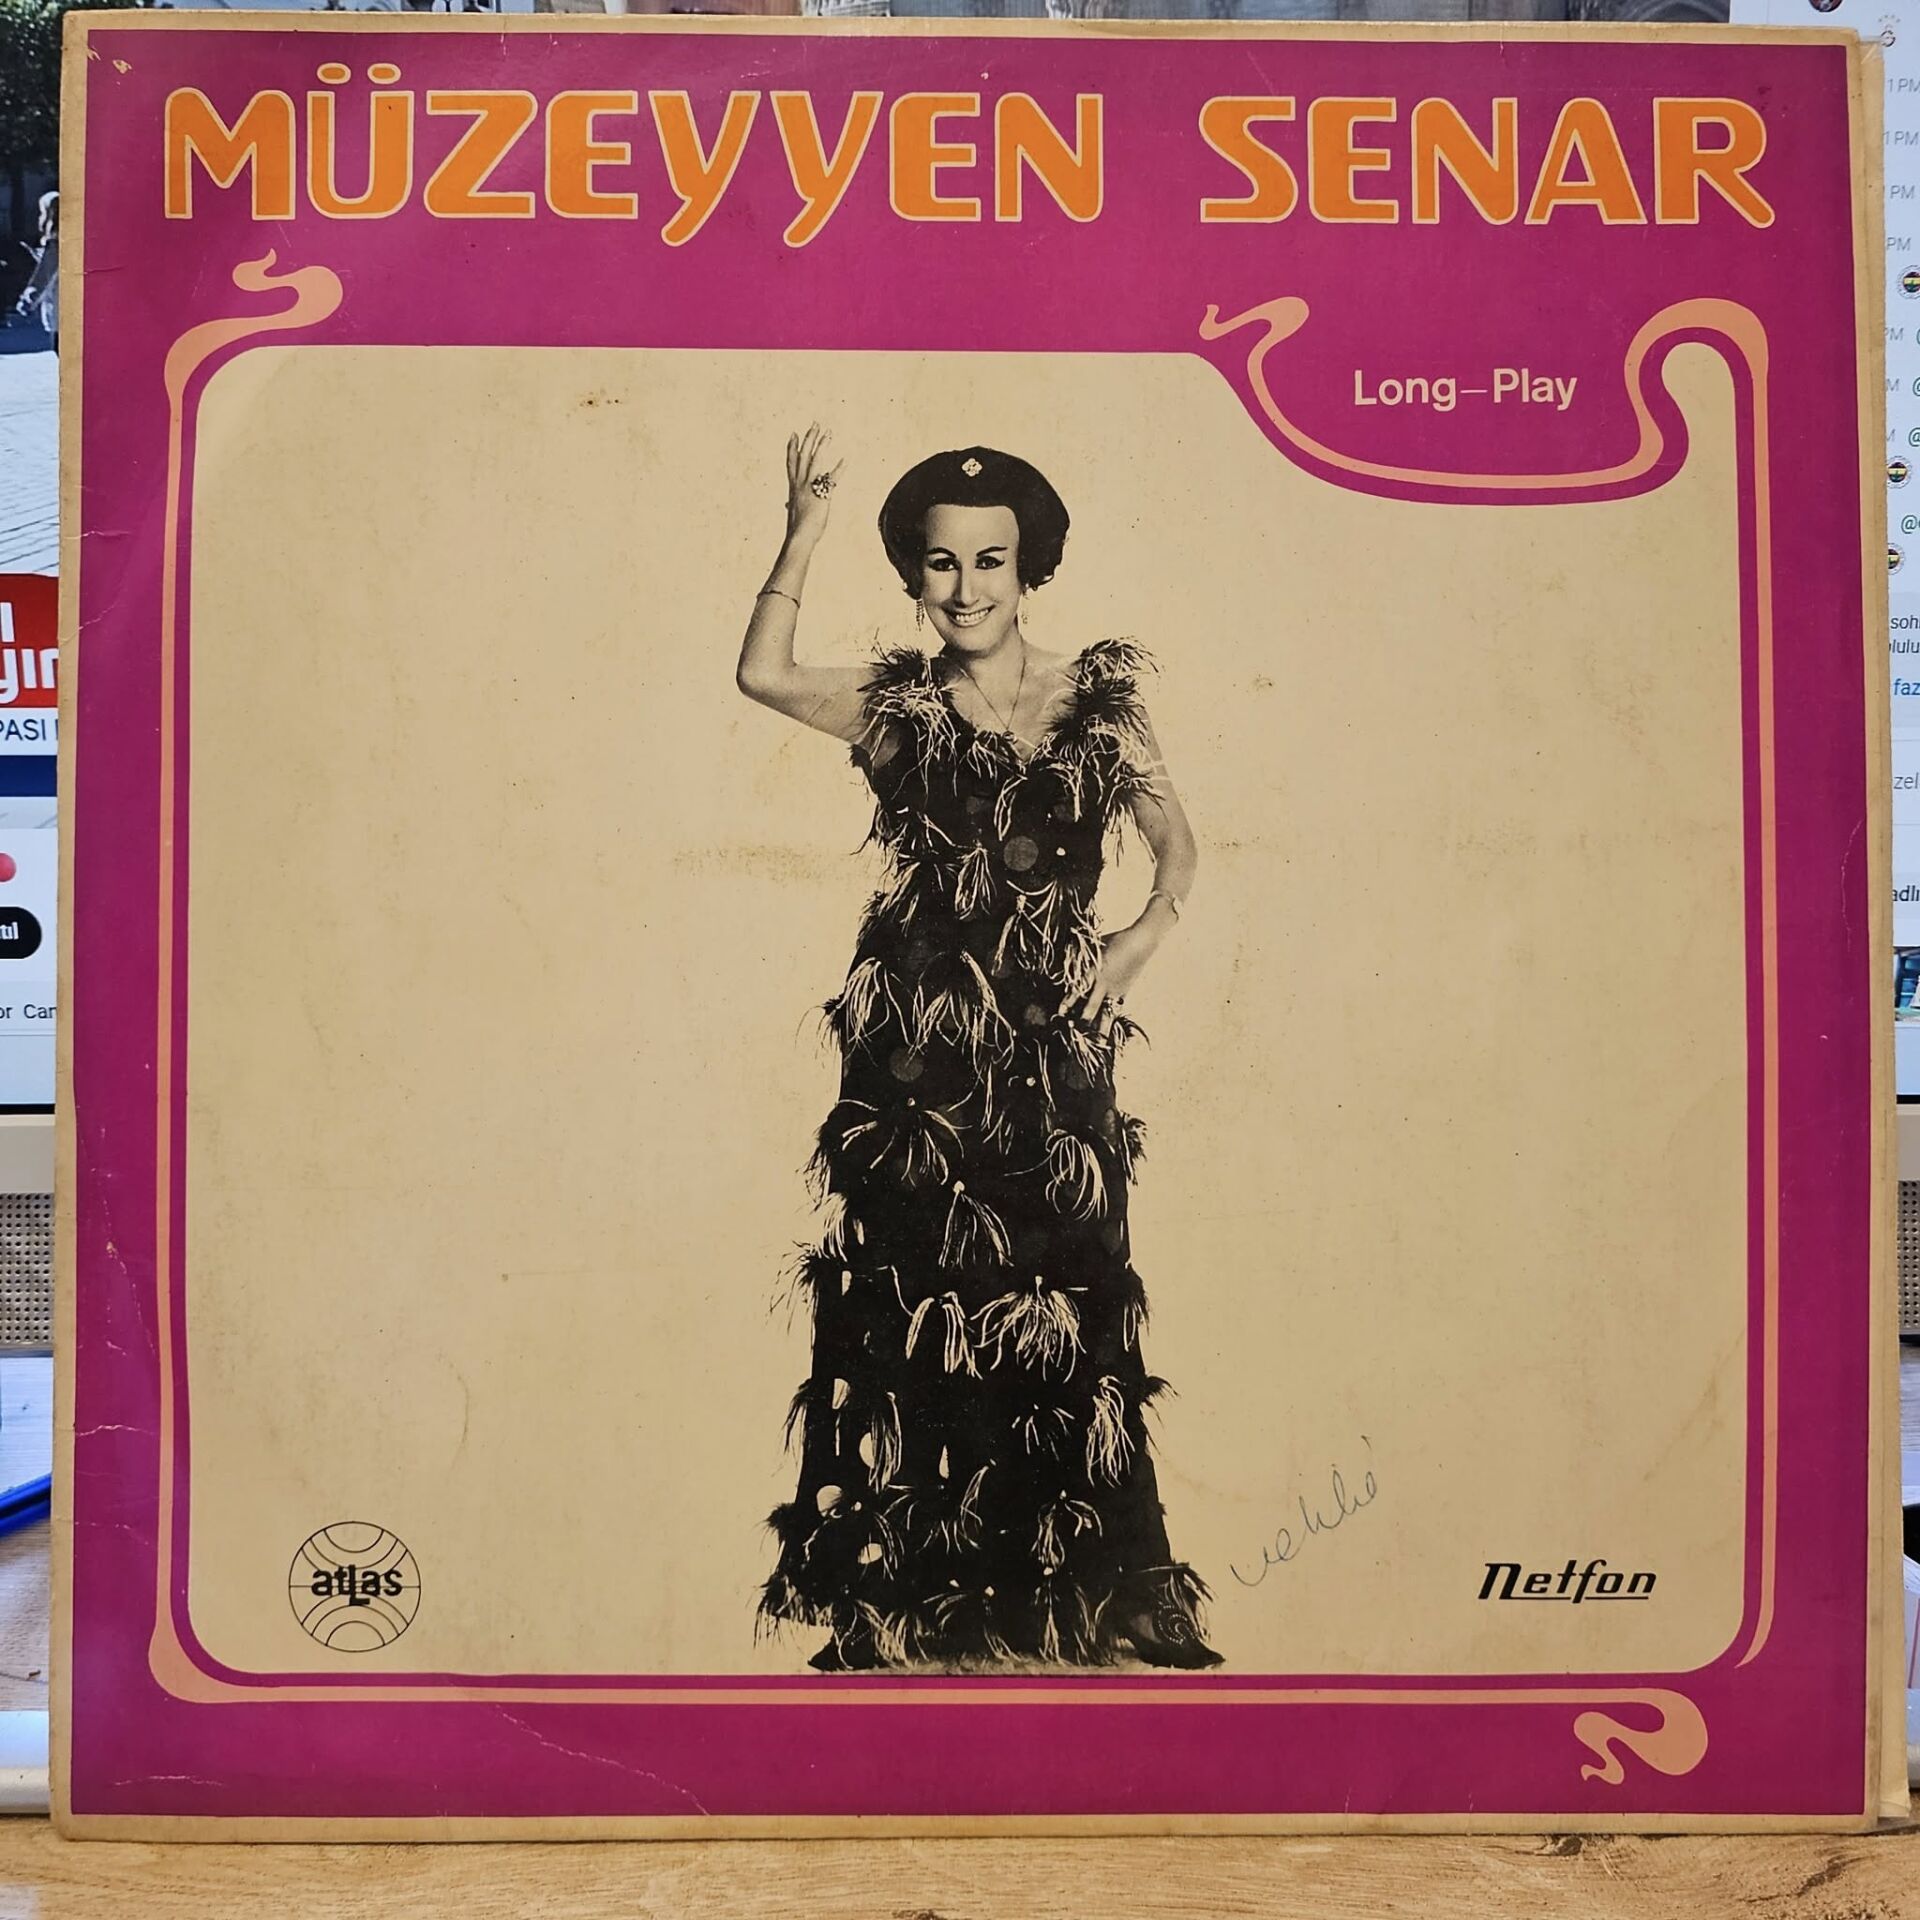 MÜZEYYEN SENAR
Long-Play
atLas
Netfon